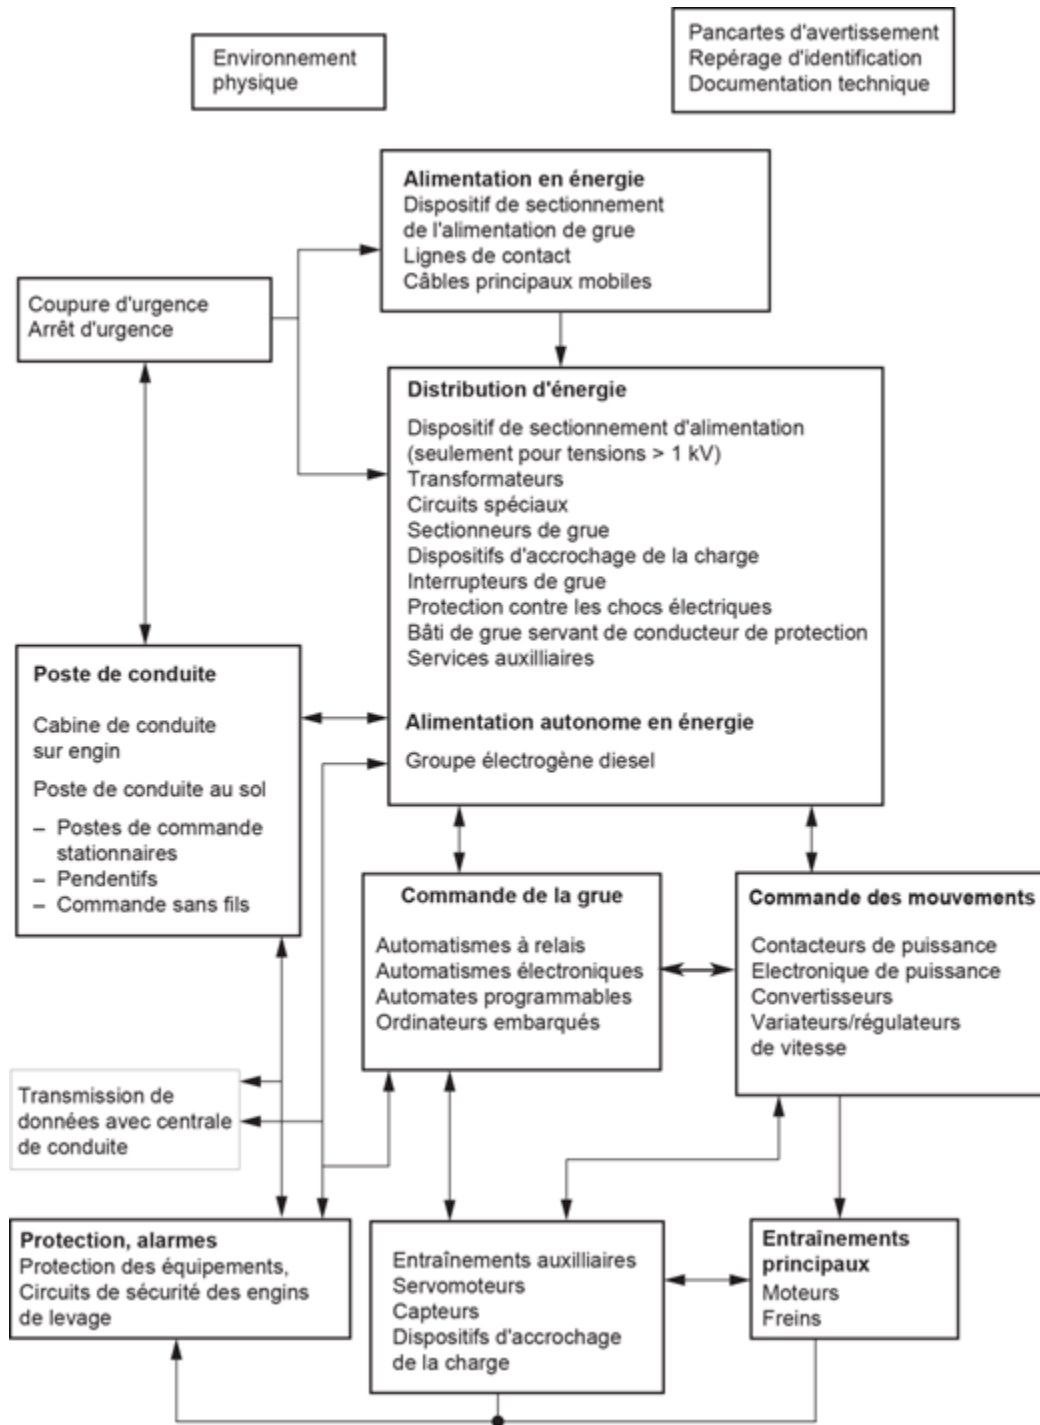 Environnement
physique
Pancartes d'avertissement
Repérage d'identification
Documentation technique
Alimentation en énergie
Dispositif de sectionnement
de l'alimentation de grue
Lignes de contact
Câbles principaux mobiles
Coupure d'urgence
Arrêt d'urgence
Distribution d'énergie
Dispositif de sectionnement d'alimentation
(seulement pour tensions > 1 kV)
Transformateurs
Circuits spéciaux
Sectionneurs de grue
Dispositifs d'accrochage de la charge
Interrupteurs de grue
Protection contre les chocs électriques
Bâti de grue servant de conducteur de protection
Services auxilliaires
Alimentation autonome en énergie
Groupe électrogène diesel
Poste de conduite
Cabine de conduite
sur engin
Poste de conduite au sol
– Postes de commande
stationnaires
– Pendentifs
– Commande sans fils
Commande de la grue
Automatismes à relais
Automatismes électroniques
Automates programmables
Ordinateurs embarqués
Commande des mouvements
Contacteurs de puissance
Electronique de puissance
Convertisseurs
Variateurs/régulateurs
de vitesse
Transmission de
données avec centrale
de conduite
Protection, alarmes
Protection des équipements,
Circuits de sécurité des engins
de levage
Entraînements auxilliaires
Servomoteurs
Capteurs
Dispositifs d'accrochage
de la charge
Entraînements
principaux
Moteurs
Freins